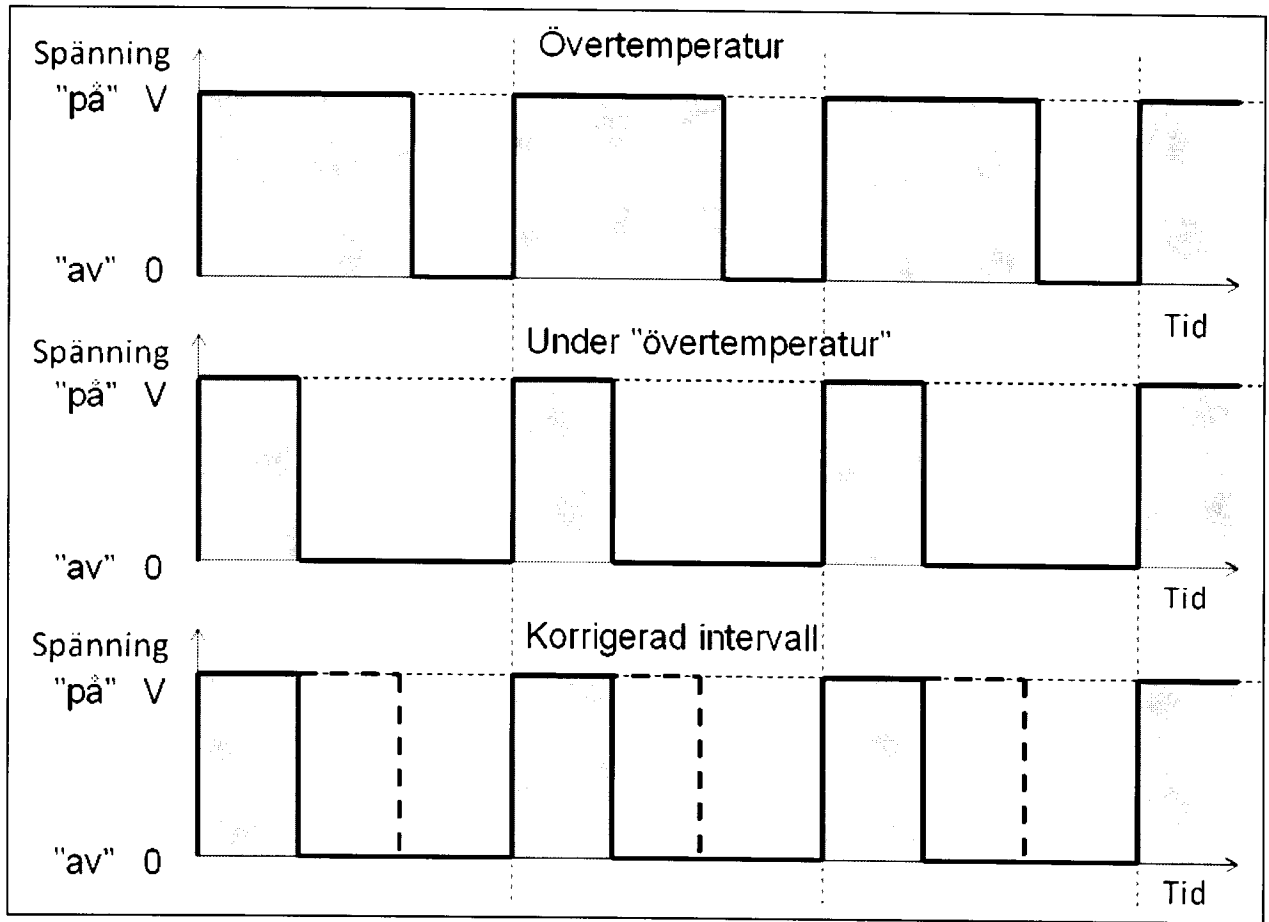 Övertemperatur
Spänning
"på" V
"av" 0
Tid
Under "övertemperatur"
Spänning
"på" V
"av" 0
Tid
Korrigerad intervall
Spänning
"på" V
"av" 0
Tid